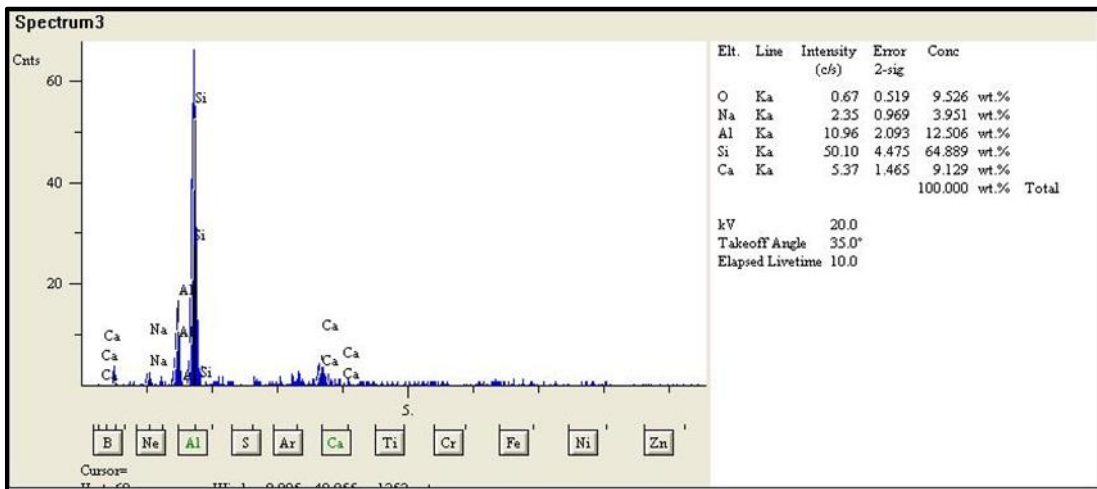 Spectrum3
Cnts
60
40
20
Si
Si
Al
Al
Al
Si
Ca
Ca
Ca
Na
Na
Ca
Ca
Ca
Ca
5.
B Ne Al S Ar Ca Ti Cr Fe Ni Zn
Cursor=
Elt. Line Intensity Error Conc
(c/s) 2-sig
O Ka 0.67 0.519 9.526 wt.%
Na Ka 2.35 0.969 3.951 wt.%
Al Ka 10.96 2.093 12.506 wt.%
Si Ka 50.10 4.475 64.889 wt.%
Ca Ka 5.37 1.465 9.129 wt.%
100.000 wt.% Total
kV 20.0
Takeoff Angle 35.0°
Elapsed Livetime 10.0